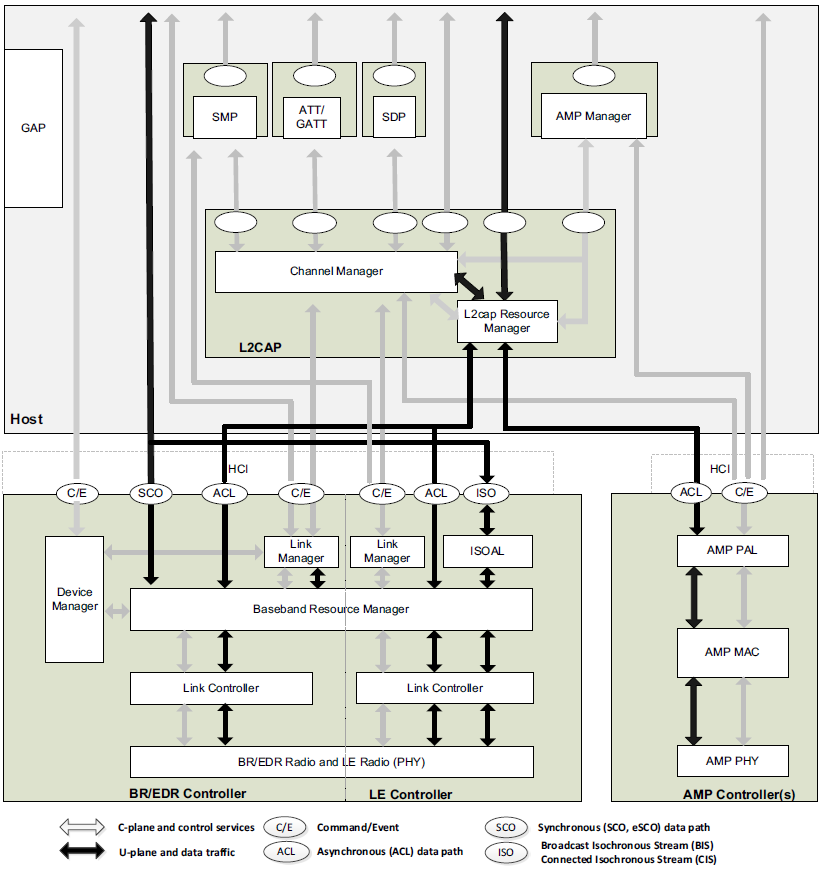 GAP
SMP
ATT/
GATT
SDP
AMP Manager
Channel Manager
L2cap Resource
Manager
L2CAP
Host
HCI
HCI
C/E
SCO
ACL
C/E
C/E
ACL
ISO
ACL
C/E
Device
Manager
Link
Manager
Link
Manager
ISOAL
AMP PAL
Baseband Resource Manager
AMP MAC
Link Controller
Link Controller
BR/EDR Radio and LE Radio (PHY)
AMP PHY
BR/EDR Controller
LE Controller
AMP Controller(s)
C-plane and control services
C/E
Command/Event
SCO
Synchronous (SCO, eSCO) data path
U-plane and data traffic
ACL
Asynchronous (ACL) data path
ISO
Broadcast Isochronous Stream (BIS)
Connected Isochronous Stream (CIS)